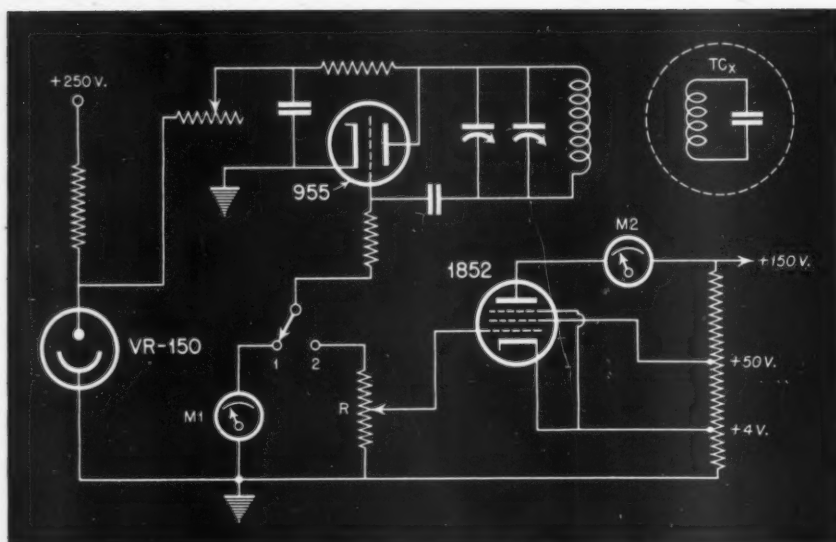 +250 V.
TCx
955
M2
1852
+150 V.
VR-150
1
2
+50 V.
M1
R
+4 V.